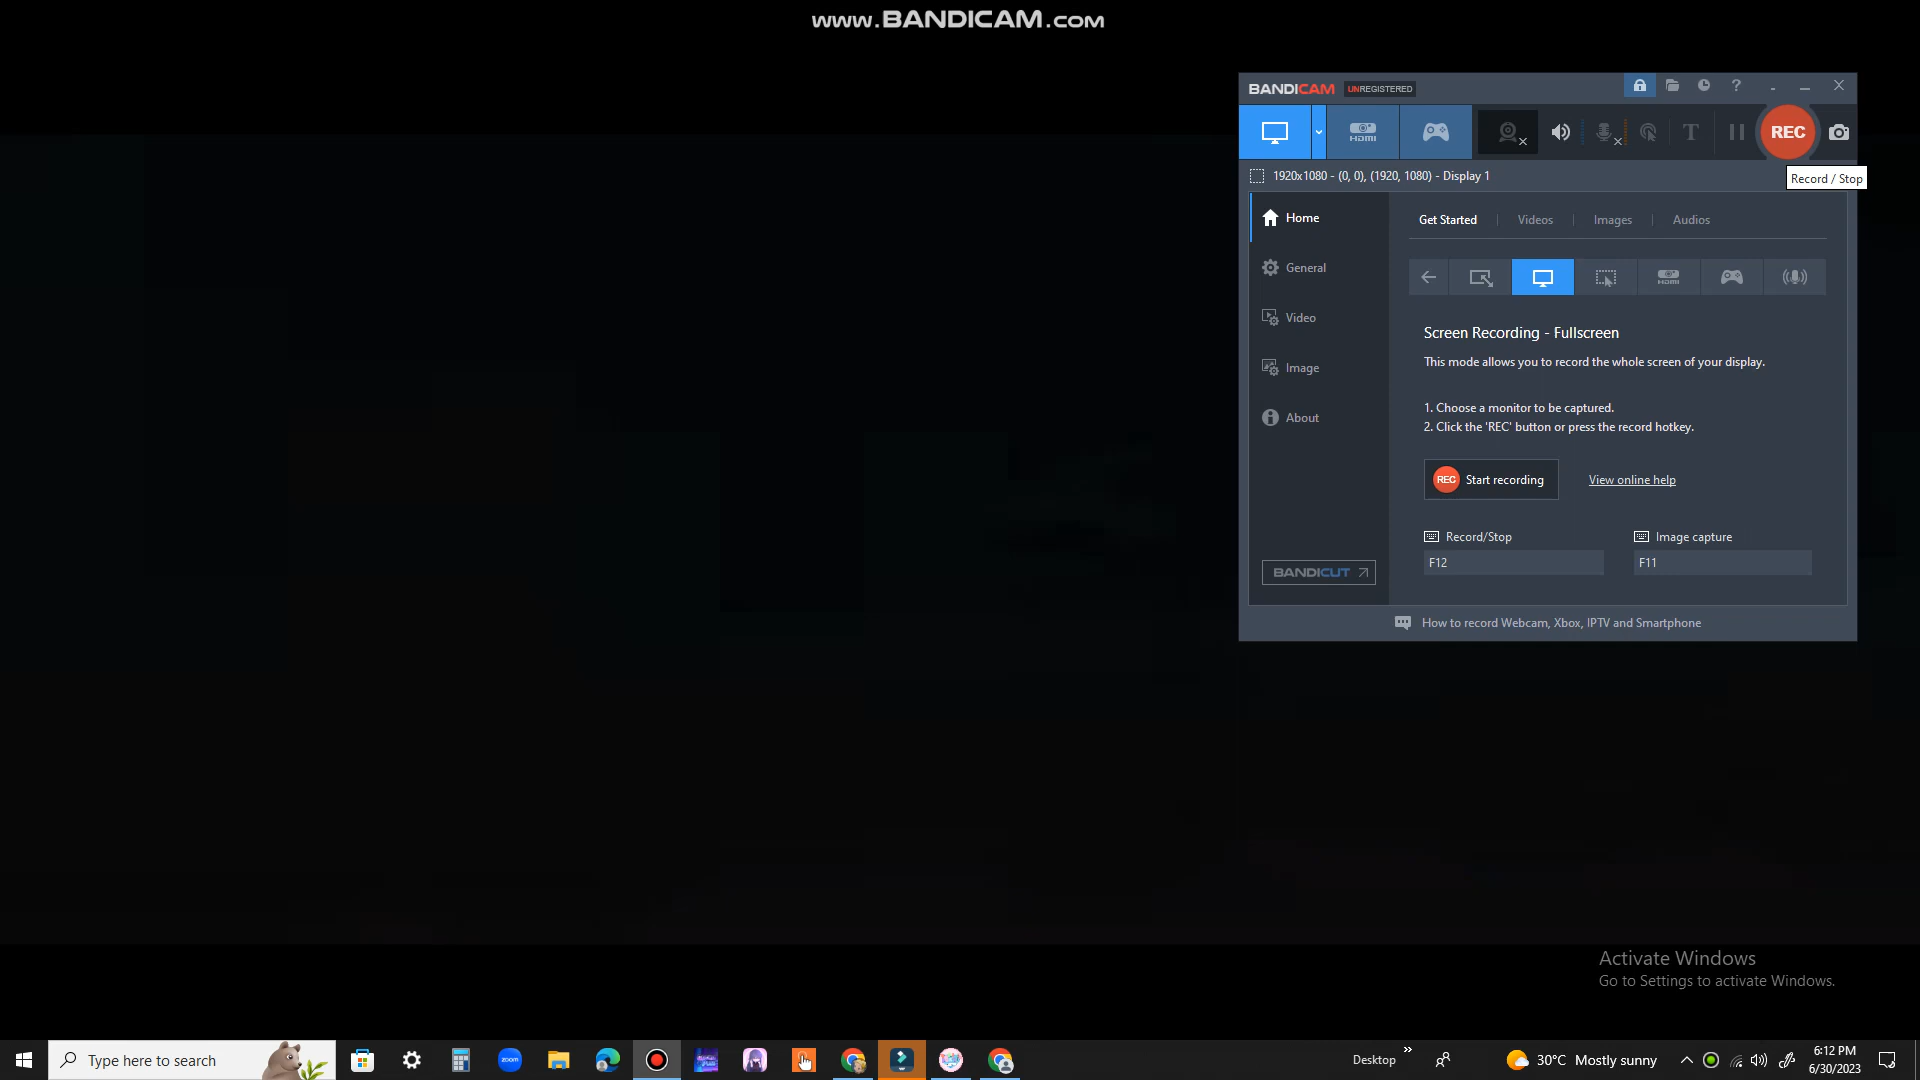 www.BANDICAM.COM
BANDICAM UNREGISTERED
HDMI
T
REC
1920x1080 - (0, 0), (1920, 1080) - Display 1
Record / Stop
Home
General
Video
Image
About
BANDICUT
Get Started
Videos
Images
Audios
HDMI
Screen Recording - Fullscreen
This mode allows you to record the whole screen of your display.
1. Choose a monitor to be captured.
2. Click the 'REC' button or press the record hotkey.
REC Start recording
View online help
Record/Stop
F12
Image capture
F11
How to record Webcam, Xbox, IPTV and Smartphone
Activate Windows
Go to Settings to activate Windows.
Type here to search
zoom
Desktop
30°C Mostly sunny
6:12 PM
6/30/2023